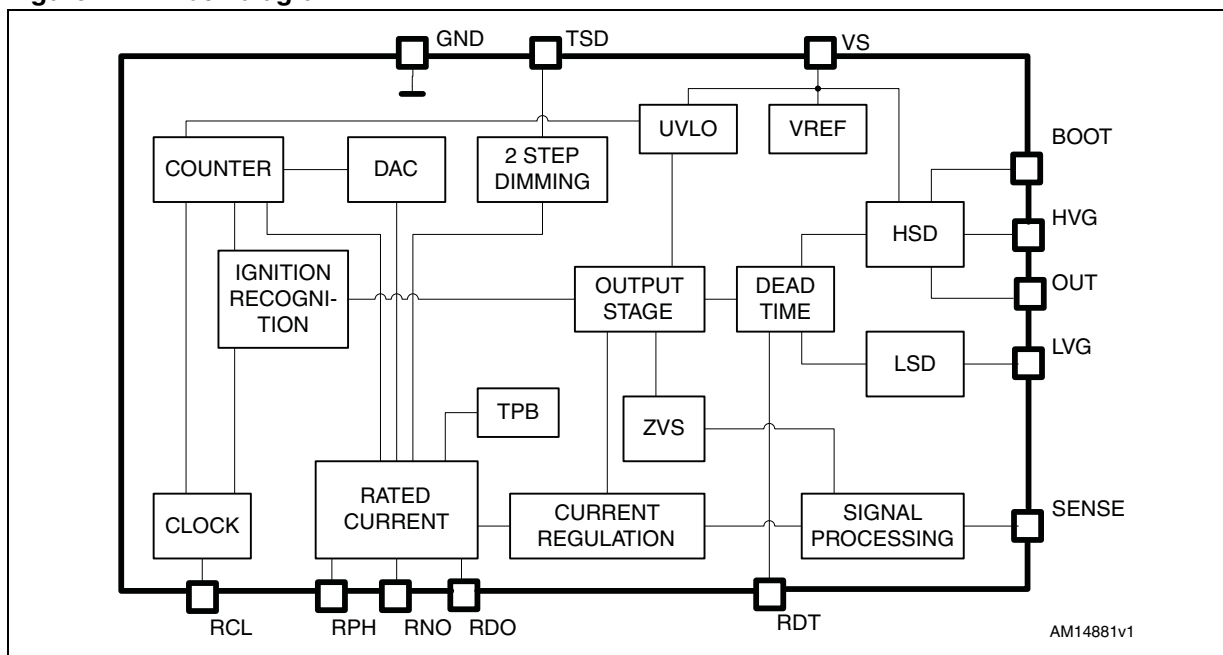 GND TSD VS
UVLO VREF
BOOT
COUNTER DAC 2 STEP
DIMMING
HVG
HSD
IGNITION
RECOGNI-
TION
OUTPUT
STAGE
DEAD
TIME
OUT
LVG
LSD
TPB
ZVS
RATED
CURRENT
CLOCK
CURRENT
REGULATION
SIGNAL
PROCESSING
SENSE
RCL RPH RNO RDO RDT
AM14881v1